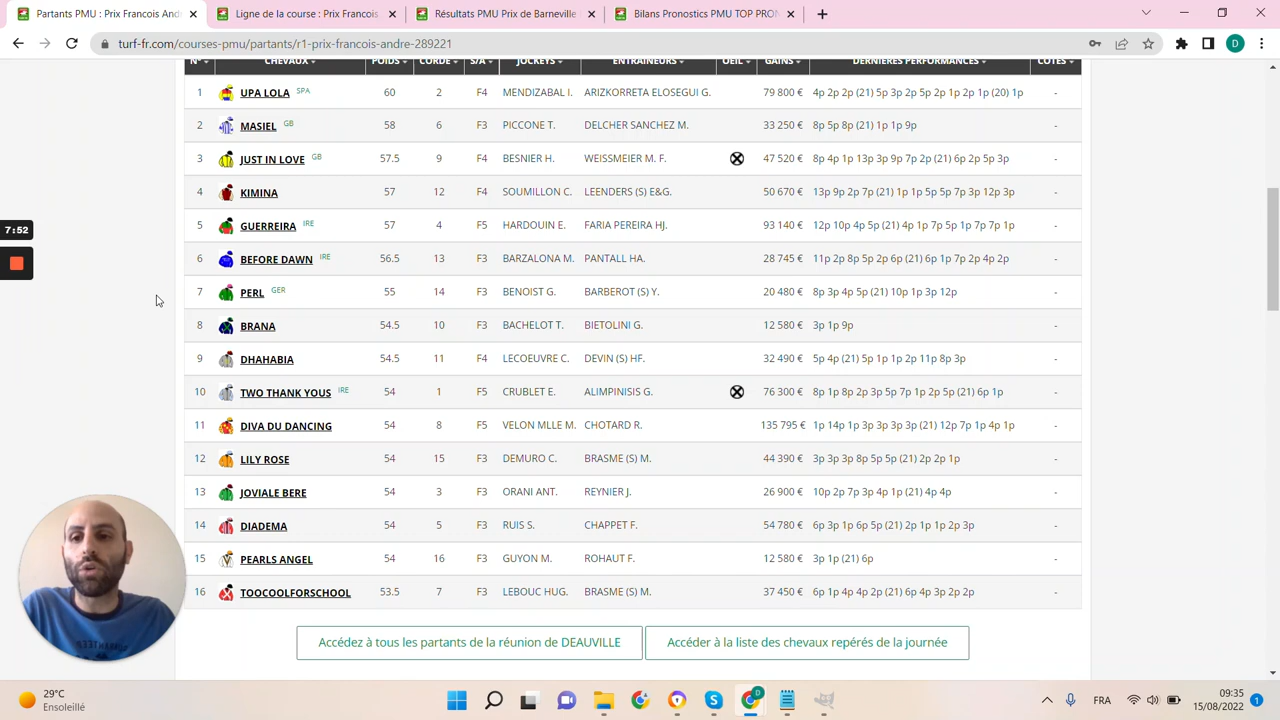 Partants PMU : Prix Francois And
Ligne de la course : Prix Francois
Résultats PMU Prix de Barneville
Bilans Pronostics PMU TOP PRON
turf-fr.com/courses-pmu/partants/r1-prix-francois-andre-289221
N° CHEVAUX POIDS CORDE S/A JOCKEYS ENTRAÎNEURS OEIL GAINS DERNIÈRES PERFORMANCES COTES
1 UPA LOLA SPA 60 2 F4 MENDIZABAL I. ARIZKORRETA ELOSEGUI G. 79 800 € 4p 2p 2p (21) 5p 3p 2p 5p 2p 1p 2p 1p (20) 1p -
2 MASIEL GB 58 6 F3 PICCONE T. DELCHER SANCHEZ M. 33 250 € 8p 5p 8p (21) 1p 1p 9p -
3 JUST IN LOVE GB 57.5 9 F4 BESNIER H. WEISSMEIER M. F. 47 520 € 8p 4p 1p 13p 3p 9p 7p 2p (21) 6p 2p 5p 3p -
4 KIMINA 57 12 F4 SOUMILLON C. LEENDERS (S) E&G. 50 670 € 13p 9p 2p 7p (21) 1p 1p 5p 5p 7p 3p 12p 3p -
5 GUERREIRA IRE 57 4 F5 HARDOUIN E. FARIA PEREIRA HJ. 93 140 € 12p 10p 4p 5p (21) 4p 1p 7p 5p 1p 7p 7p 1p -
6 BEFORE DAWN IRE 56.5 13 F3 BARZALONA M. PANTALL HA. 28 745 € 11p 2p 8p 5p 2p 6p (21) 9p 1p 7p 2p 4p 2p -
7 PERL GER 55 14 F3 BENOIST G. BARBEROT (S) Y. 20 480 € 8p 3p 4p 5p (21) 10p 1p 3p 12p -
8 BRANA 54.5 10 F3 BACHELOT T. BIETOLINI G. 12 580 € 3p 1p 9p -
9 DHAHABIA 54.5 11 F4 LECOEUVRE C. DEVIN (S) HF. 32 490 € 5p 4p (21) 5p 1p 1p 2p 11p 8p 3p -
10 TWO THANK YOUS IRE 54 1 F5 CRUBLET E. ALIMPINISIS G. 76 300 € 8p 1p 8p 2p 3p 5p 7p 1p 2p 5p (21) 6p 1p -
11 DIVA DU DANCING 54 8 F5 VELON MLLE M. CHOTARD R. 135 795 € 1p 14p 1p 3p 3p 3p 3p (21) 12p 7p 1p 4p 1p -
12 LILY ROSE 54 15 F3 DEMURO C. BRASME (S) M. 44 390 € 3p 3p 3p 8p 5p 5p (21) 2p 2p 1p -
13 JOVIALE BERE 54 3 F3 ORANI ANT. REYNIER J. 26 900 € 10p 2p 7p 3p 4p 1p (21) 4p 4p -
14 DIADEMA 54 5 F3 RUIS S. CHAPPET F. 54 780 € 6p 3p 1p 6p 5p (21) 2p 1p 1p 2p 3p -
15 PEARLS ANGEL 54 16 F3 GUYON M. ROHAUT F. 12 580 € 3p 1p (21) 6p -
16 TOOCOOLFORSCHOOL 53.5 7 F3 LEBOUC HUG. BRASME (S) M. 37 450 € 6p 1p 4p 4p 2p (21) 6p 4p 3p 2p 2p -
7:52
Accédez à tous les partants de la réunion de DEAUVILLE
Accéder à la liste des chevaux repérés de la journée
29°C
Ensoleillé
FRA
09:35
15/08/2022